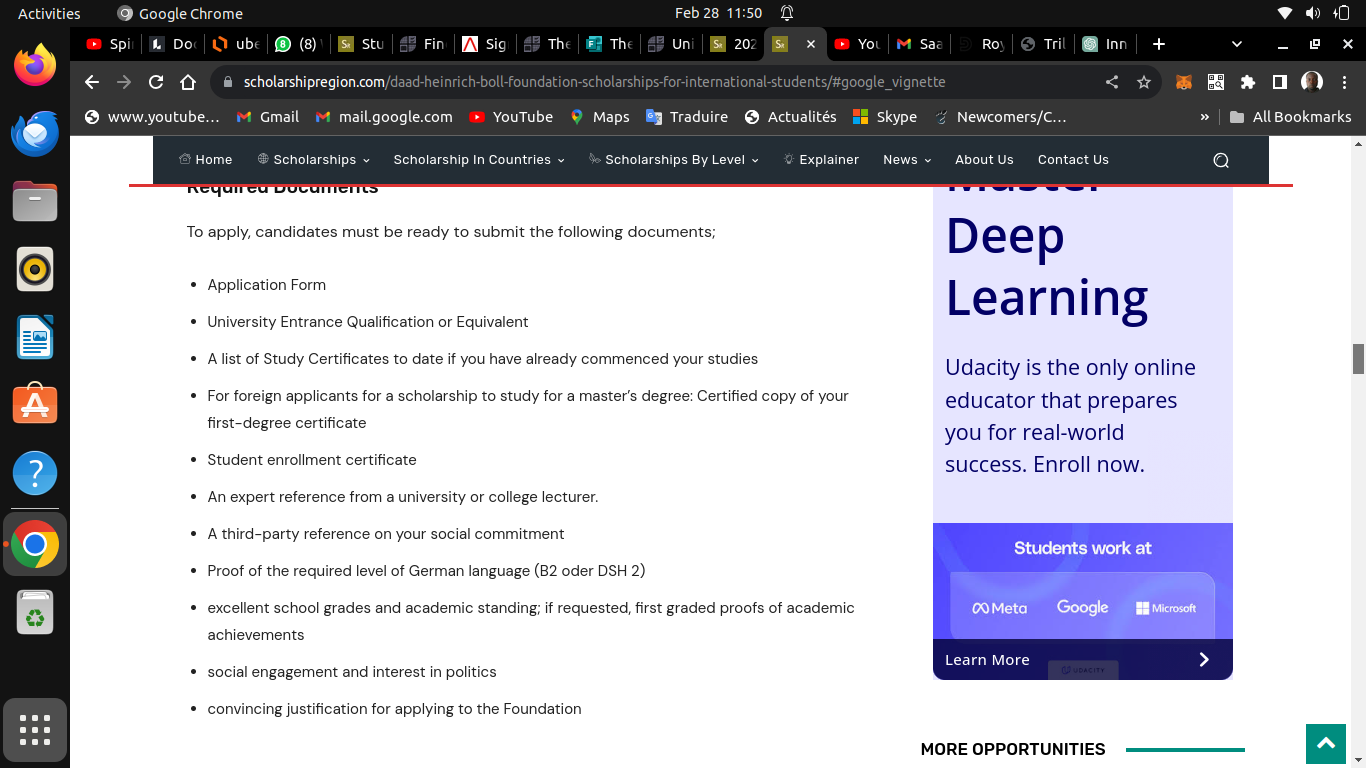 Activities
Google Chrome
Feb 28 11:50
Spi
Doc
ube
(8)
Stu
Fin
Sig
The
The
Uni
202
You
Saa
Roy
Tril
Inn
scholarshipregion.com/daad-heinrich-boll-foundation-scholarships-for-international-students/#google_vignette
www.youtube...
Gmail
mail.google.com
YouTube
Maps
Traduire
Actualités
Skype
Newcomers/C...
»
All Bookmarks
Home
Scholarships
Scholarship In Countries
Scholarships By Level
Explainer
News
About Us
Contact Us
Required Documents
To apply, candidates must be ready to submit the following documents;
• Application Form
• University Entrance Qualification or Equivalent
• A list of Study Certificates to date if you have already commenced your studies
• For foreign applicants for a scholarship to study for a master’s degree: Certified copy of your
first-degree certificate
• Student enrollment certificate
• An expert reference from a university or college lecturer.
• A third-party reference on your social commitment
• Proof of the required level of German language (B2 oder DSH 2)
• excellent school grades and academic standing; if requested, first graded proofs of academic
achievements
• social engagement and interest in politics
• convincing justification for applying to the Foundation
Master
Deep
Learning
Udacity is the only online
educator that prepares
you for real-world
success. Enroll now.
Students work at
Meta
Google
Microsoft
Learn More
UDACITY
MORE OPPORTUNITIES